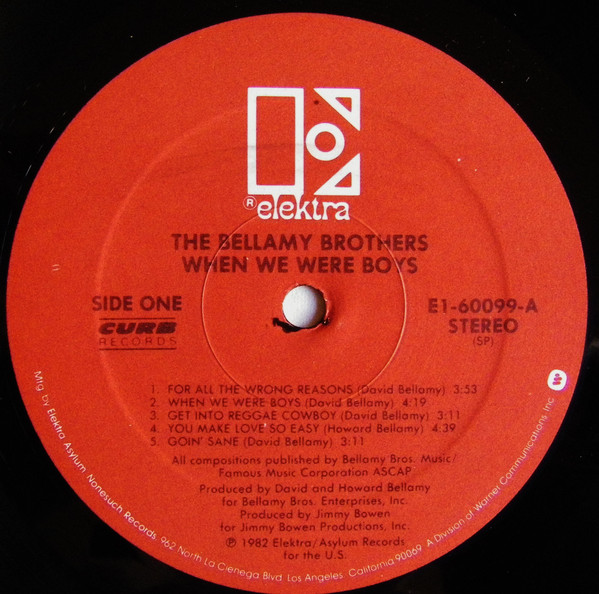 ® elektra
THE BELLAMY BROTHERS
WHEN WE WERE BOYS
SIDE ONE
CURB
RECORDS
E1-60099-A
STEREO
(SP)
1. FOR ALL THE WRONG REASONS (David Bellamy) 3:53
2. WHEN WE WERE BOYS (David Bellamy) 4:19
3. GET INTO REGGAE COWBOY (David Bellamy) 3:11
4. YOU MAKE LOVE SO EASY (Howard Bellamy) 4:39
5. GOIN' SANE (David Bellamy) 3:11
All compositions published by Bellamy Bros. Music/
Famous Music Corporation ASCAP
Produced by David and Howard Bellamy
for Bellamy Bros. Enterprises, Inc.
Produced by Jimmy Bowen
for Jimmy Bowen Productions, Inc.
℗ 1982 Elektra/Asylum Records
for the U.S.
Mfg. by Elektra, Asylum, Nonesuch Records, 962 North La Cienega Blvd. Los Angeles, California 90069 A Division of Warner Communications, Inc.